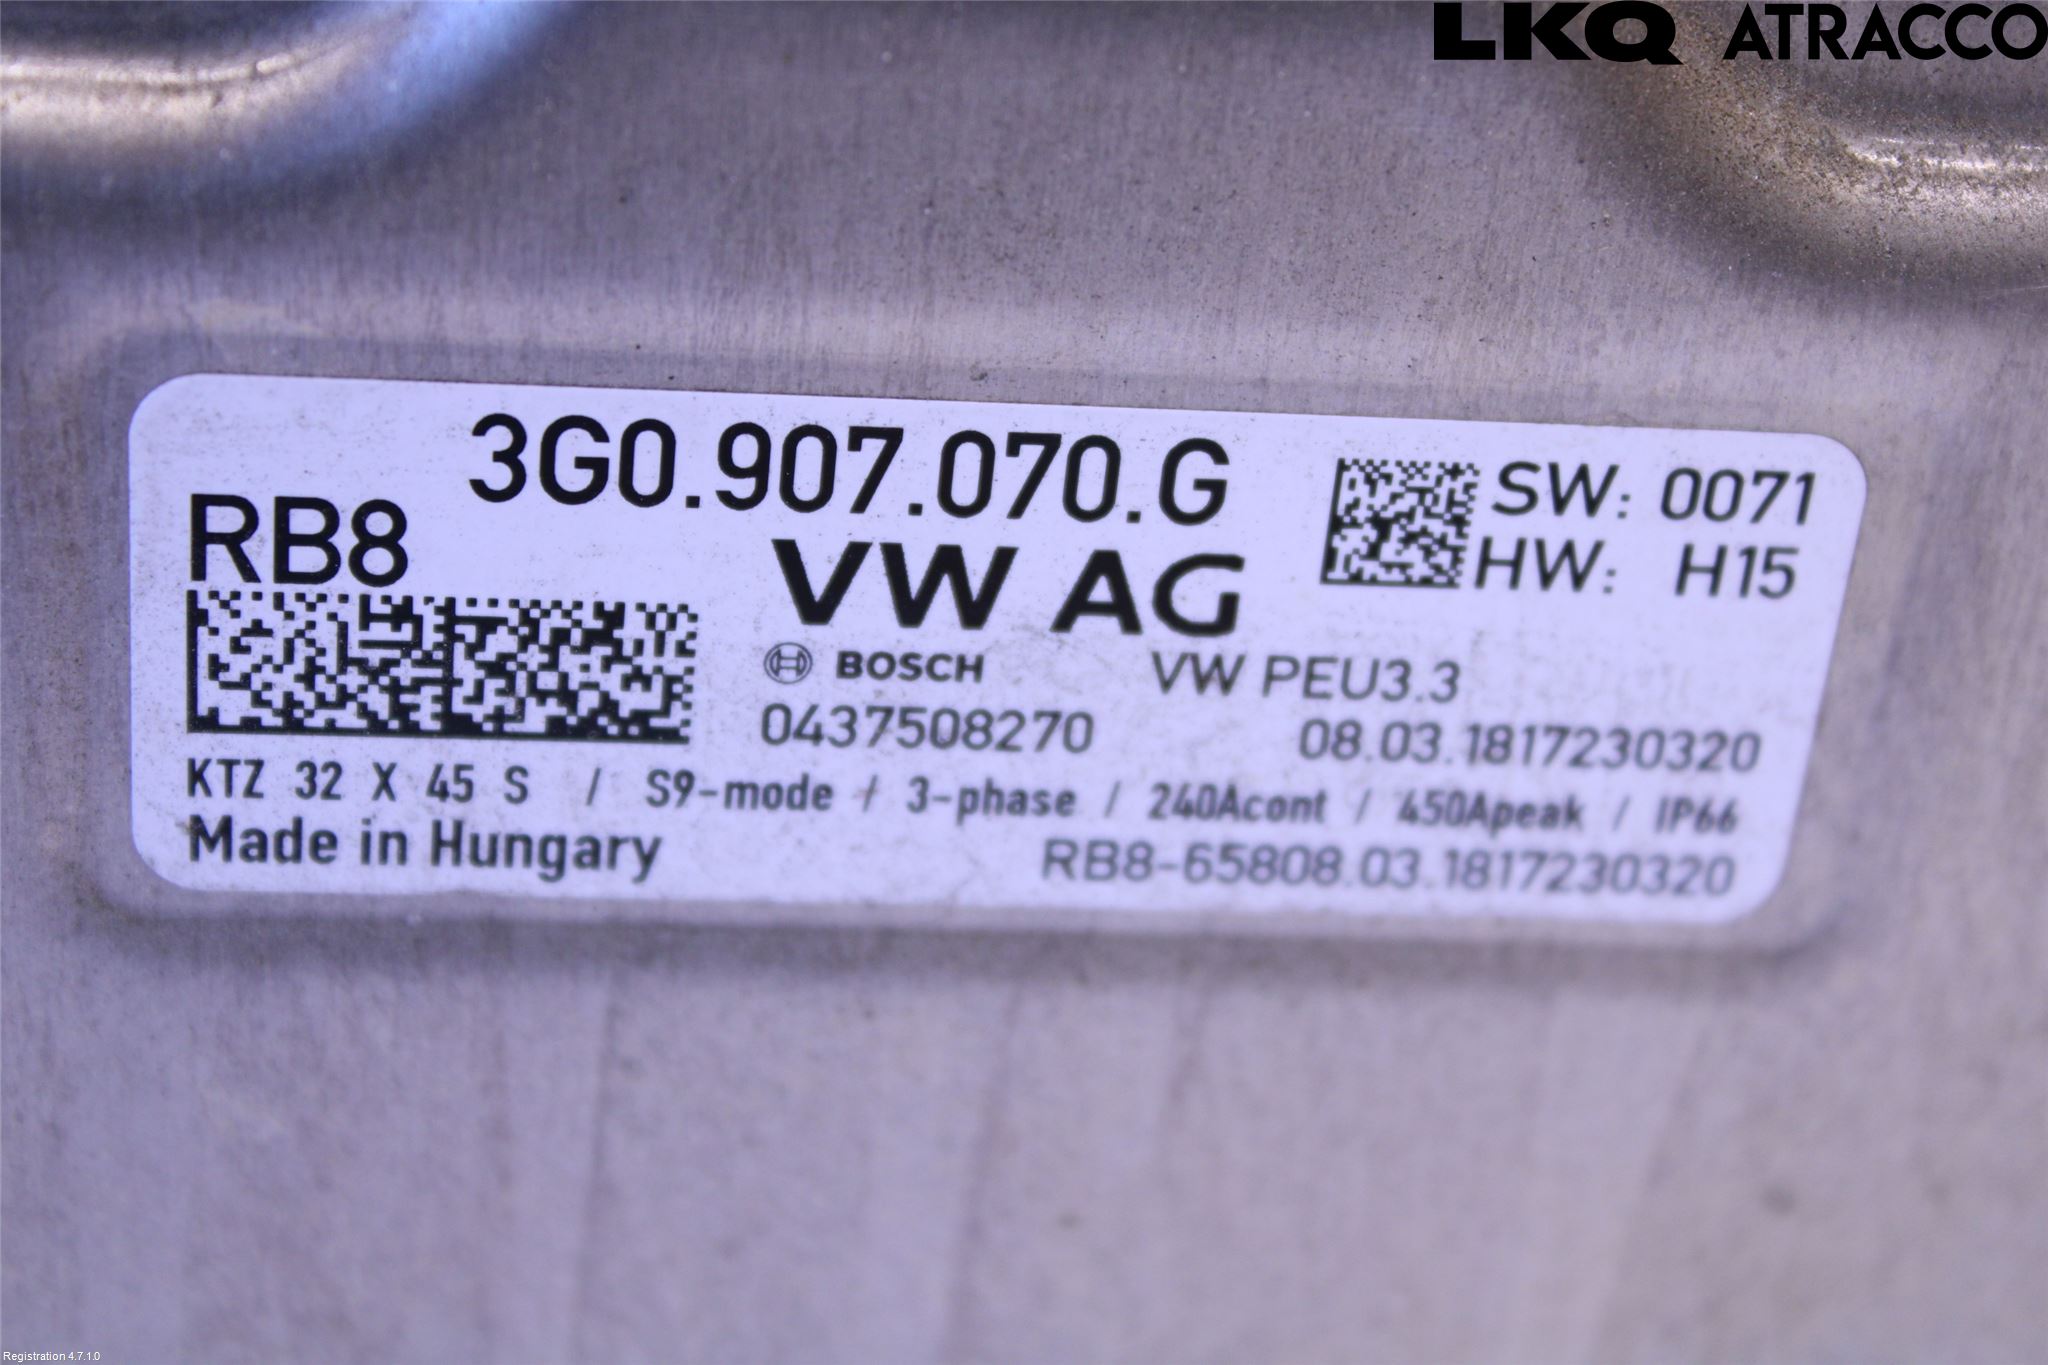 LKQ ATRACCO
3G0.907.070.G
RB8
SW: 0071
HW: H15
VW AG
BOSCH
VW PEU3.3
0437508270
08.03.1817230320
KTZ 32 X 45 S / S9-mode / 3-phase / 240Acont / 450Apeak / IP66
Made in Hungary
RB8-65808.03.1817230320
Registration 4.7.1.0